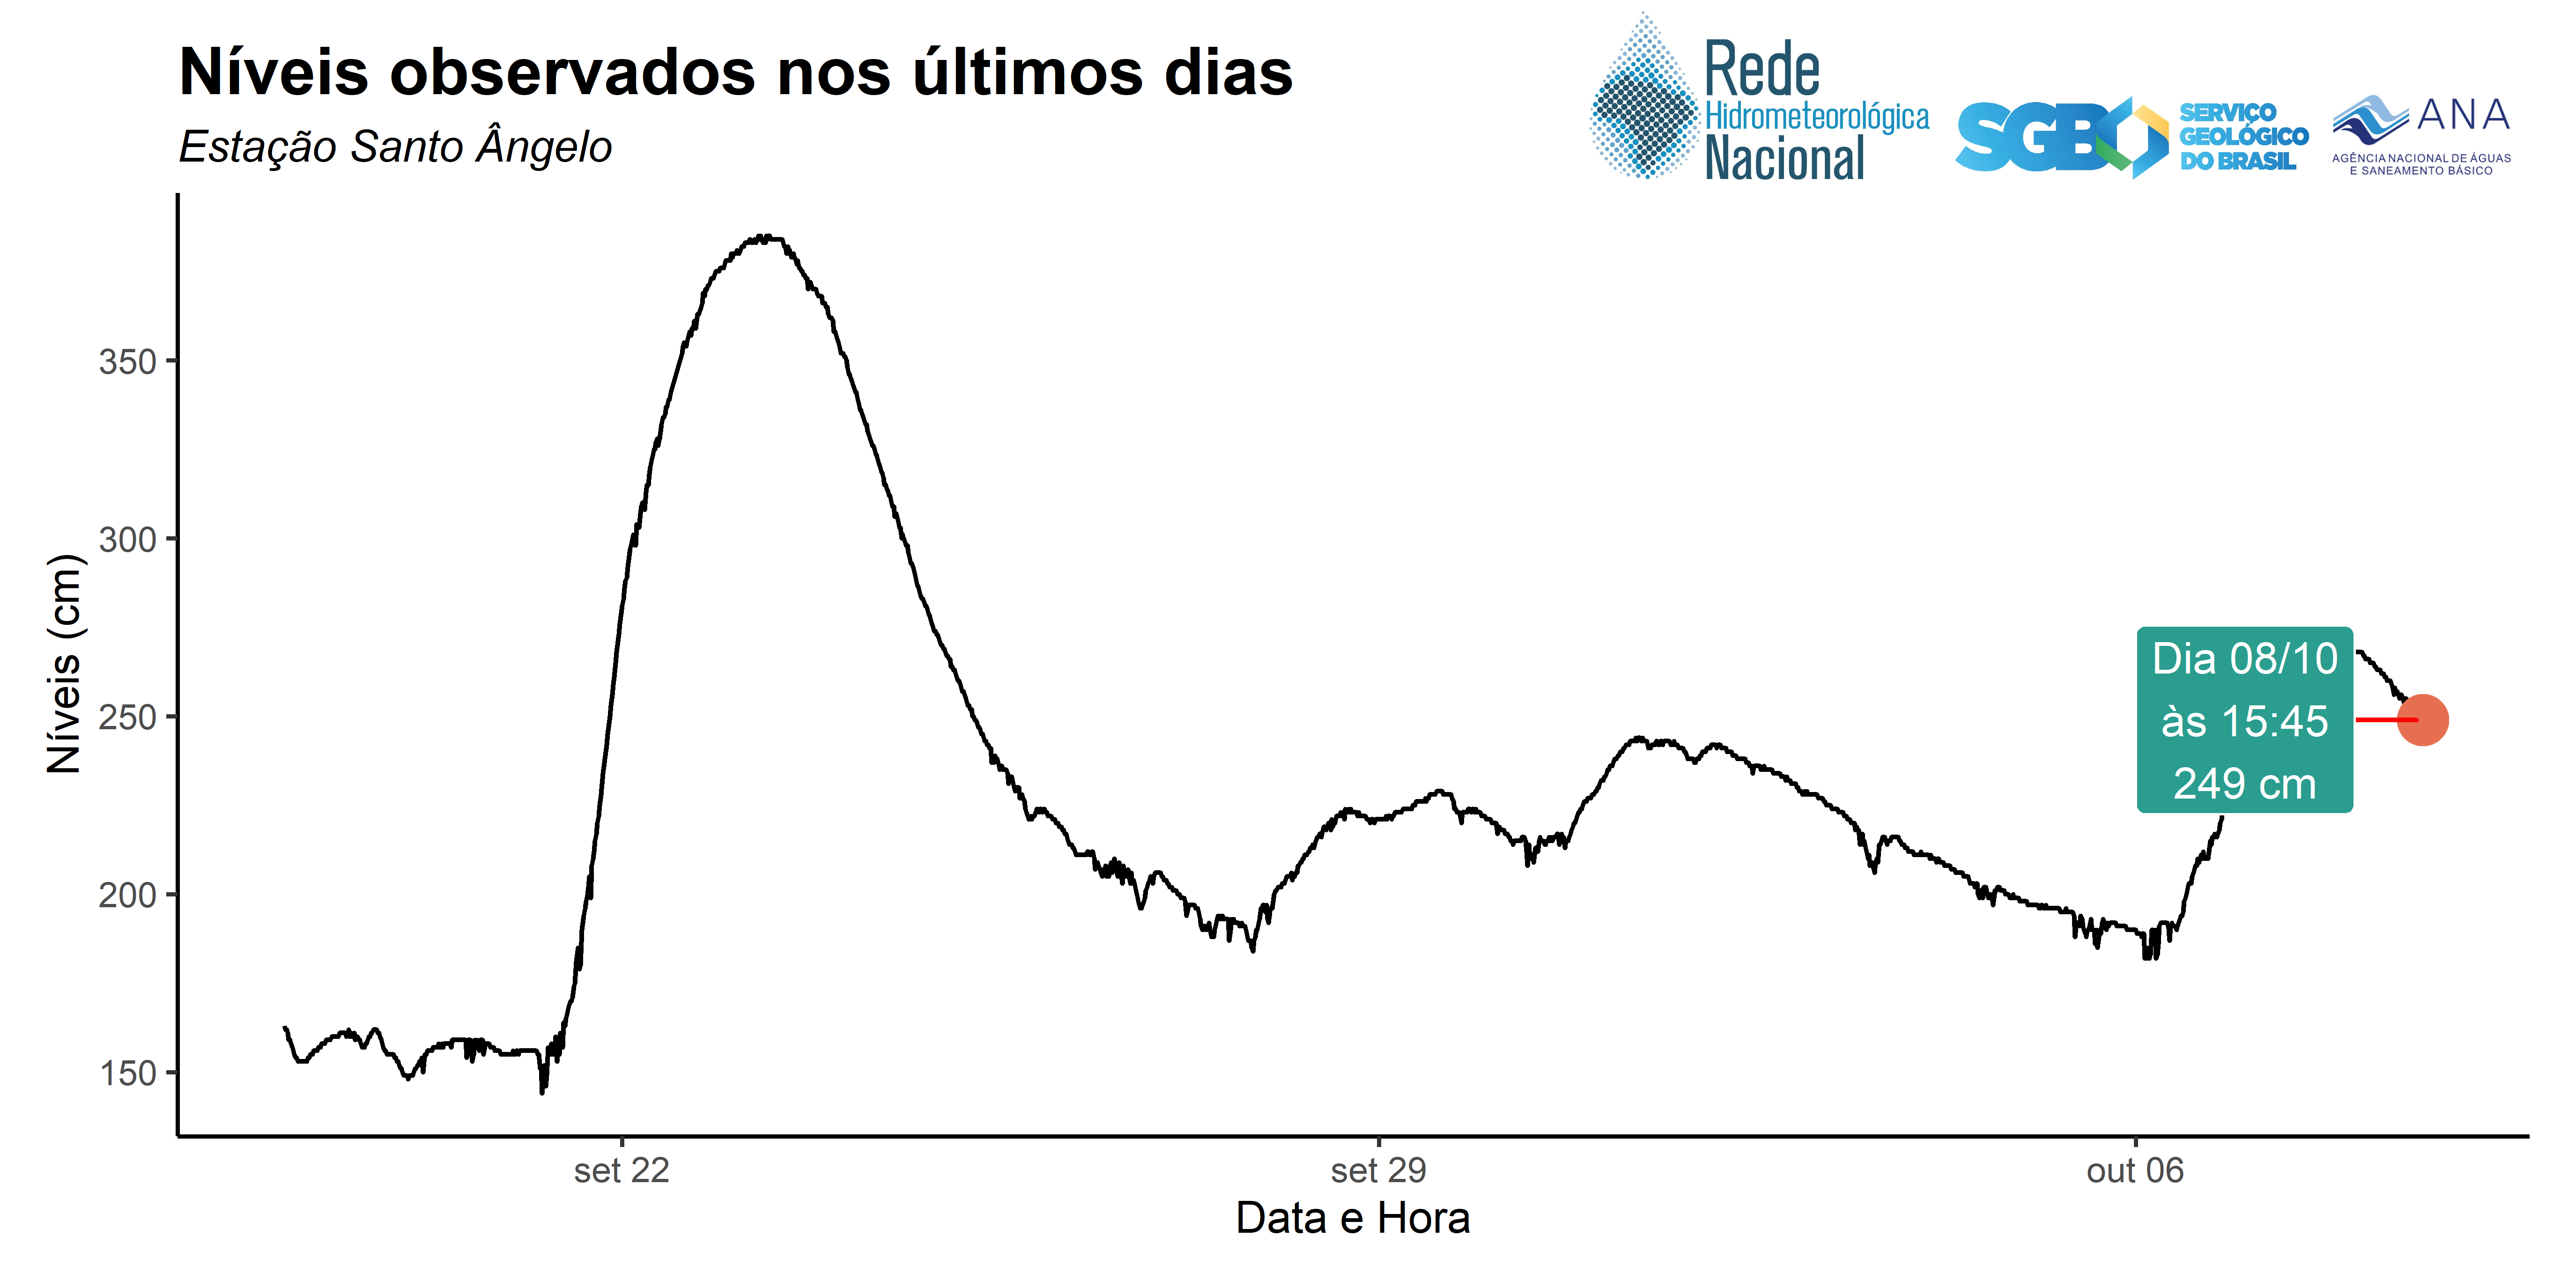 Níveis observados nos últimos dias
Estação Santo Ângelo
Rede
Hidrometeorológica
Nacional
SGB
SERVIÇO
GEOLÓGICO
DO BRASIL
ANA
AGÊNCIA NACIONAL DE ÁGUAS
E SANEAMENTO BÁSICO
Níveis (cm)
350
300
250
200
150
Dia 08/10
às 15:45
249 cm
set 22
set 29
out 06
Data e Hora